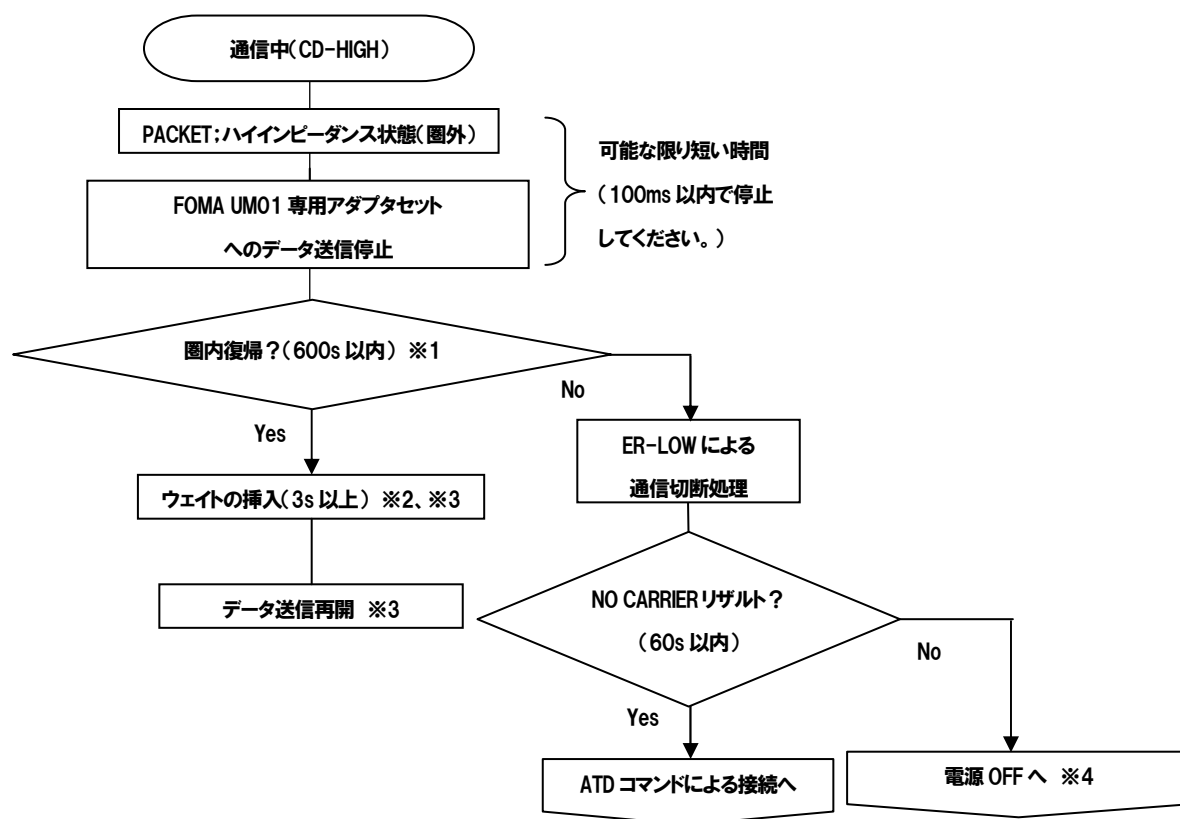 通信中(CD-HIGH)
PACKET;ハイインピーダンス状態(圏外)
可能な限り短い時間
(100ms 以内で停止
してください。)
FOMA UM01 専用アダプタセット
へのデータ送信停止
圏内復帰?(600s 以内) ※1
No
Yes
ER-LOW による
通信切断処理
ウェイトの挿入(3s 以上) ※2、※3
データ送信再開 ※3
NO CARRIER リザルト?
(60s 以内)
No
Yes
ATD コマンドによる接続へ
電源 OFF へ ※4